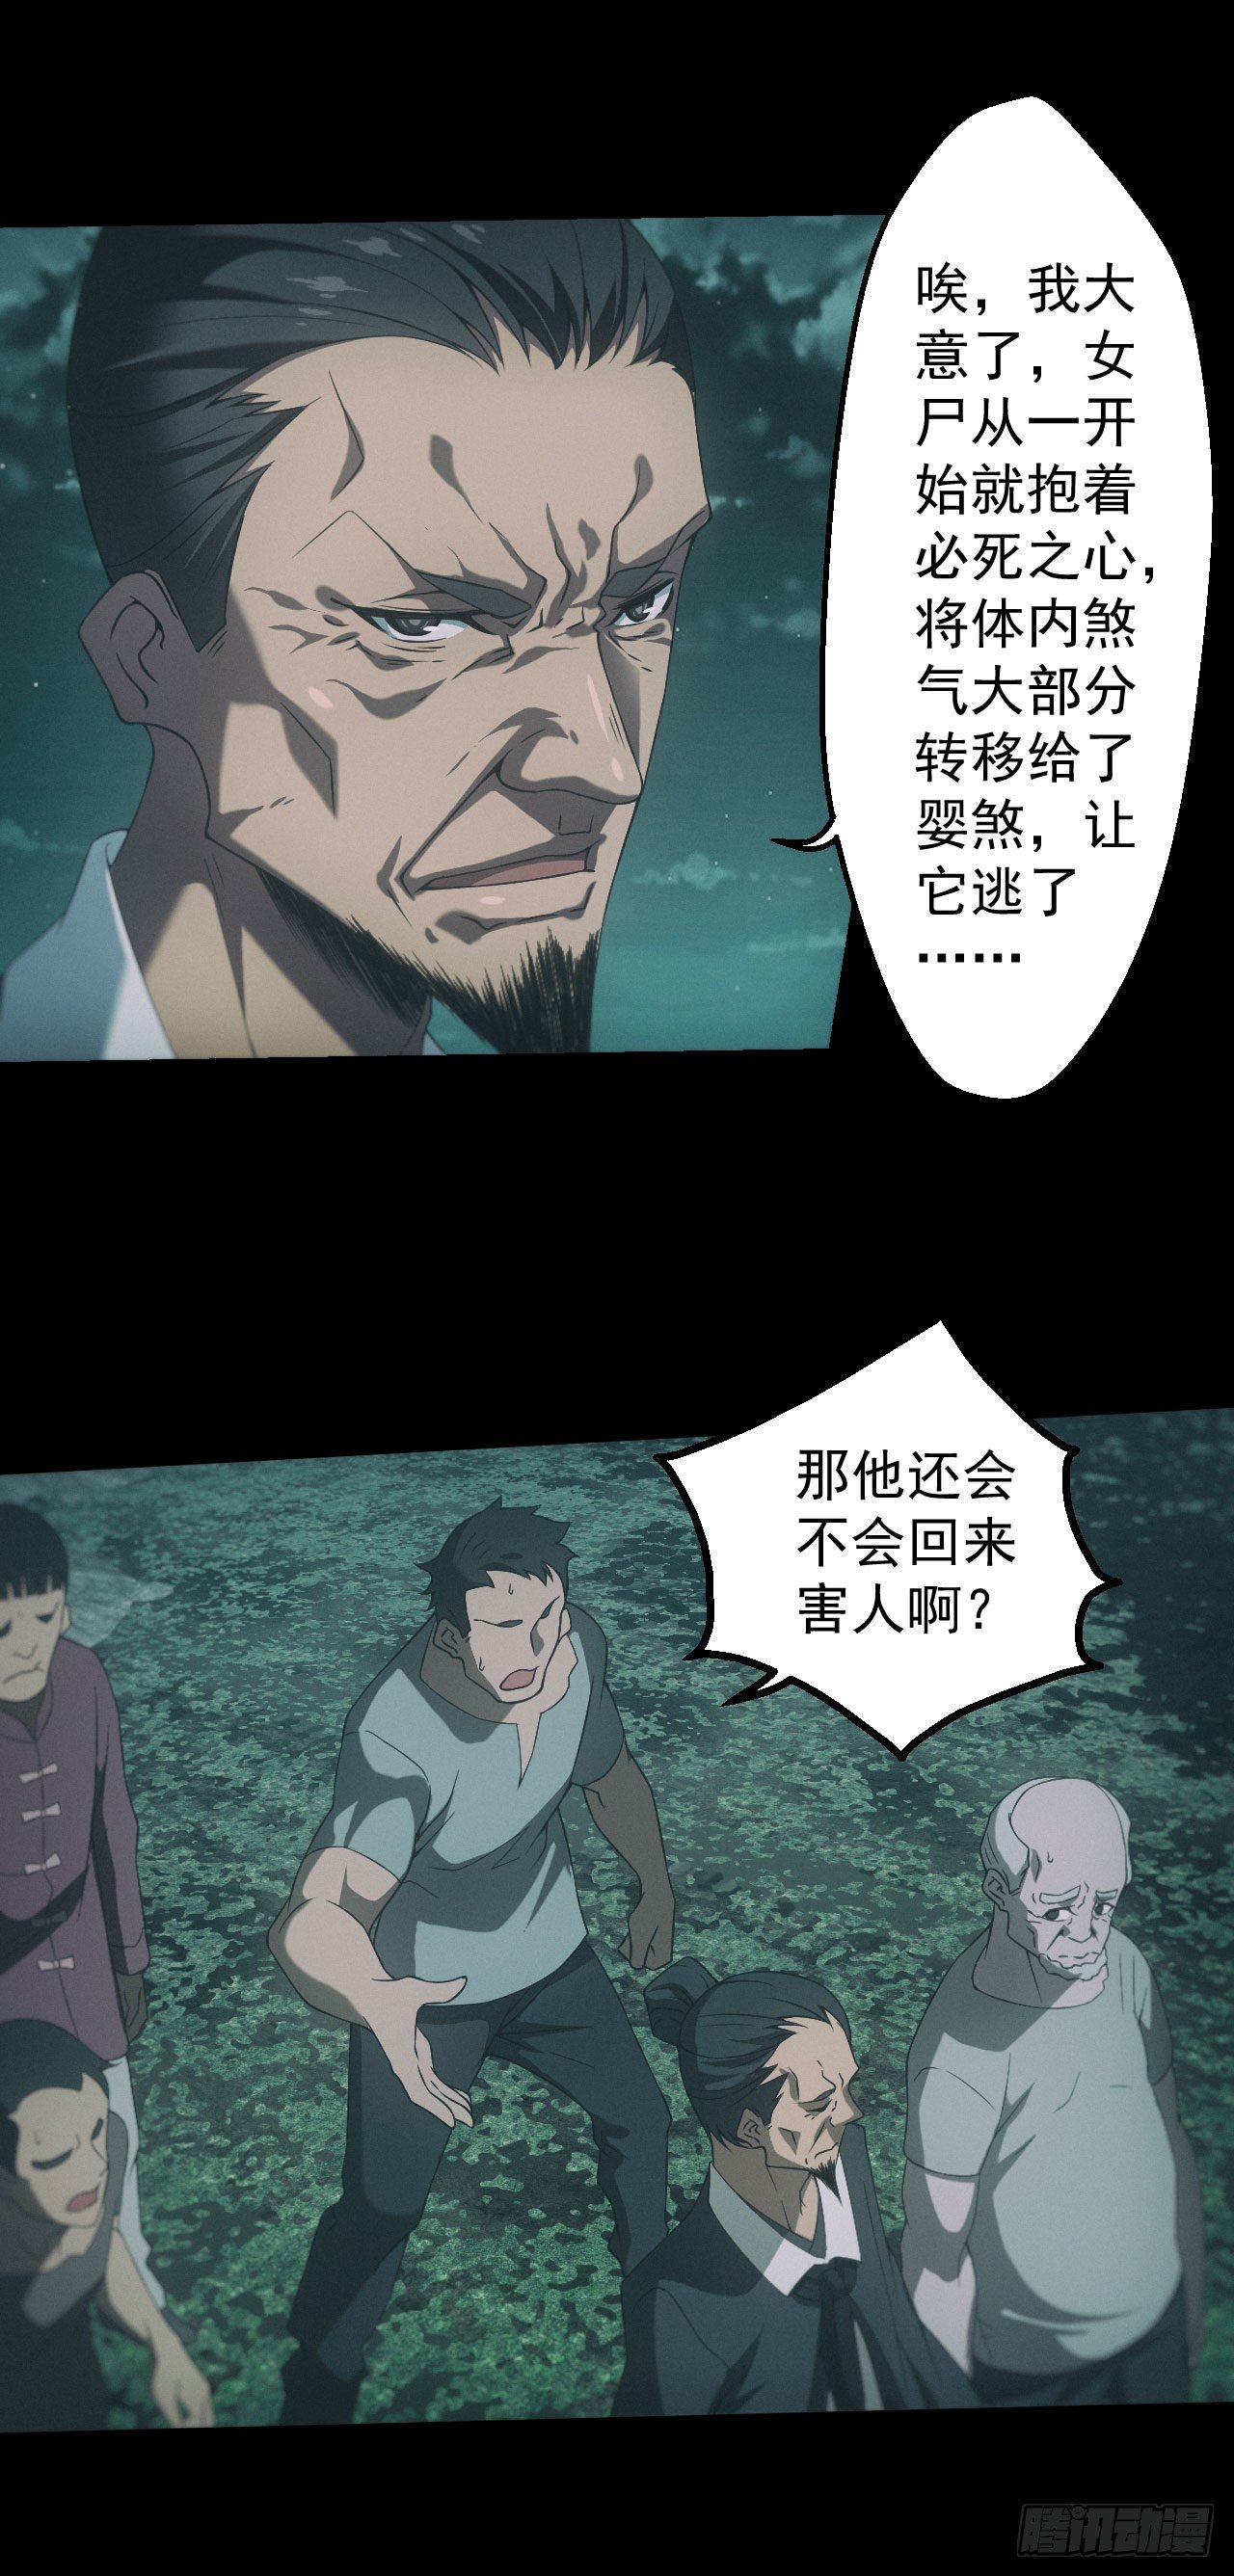 唉，我大
意了，女
尸从一开
始就抱着
必死之心，
将体内煞
气大部分
转移给了
婴煞，让
它逃了
……
那他还会
不会回来
害人啊？
腾讯动漫